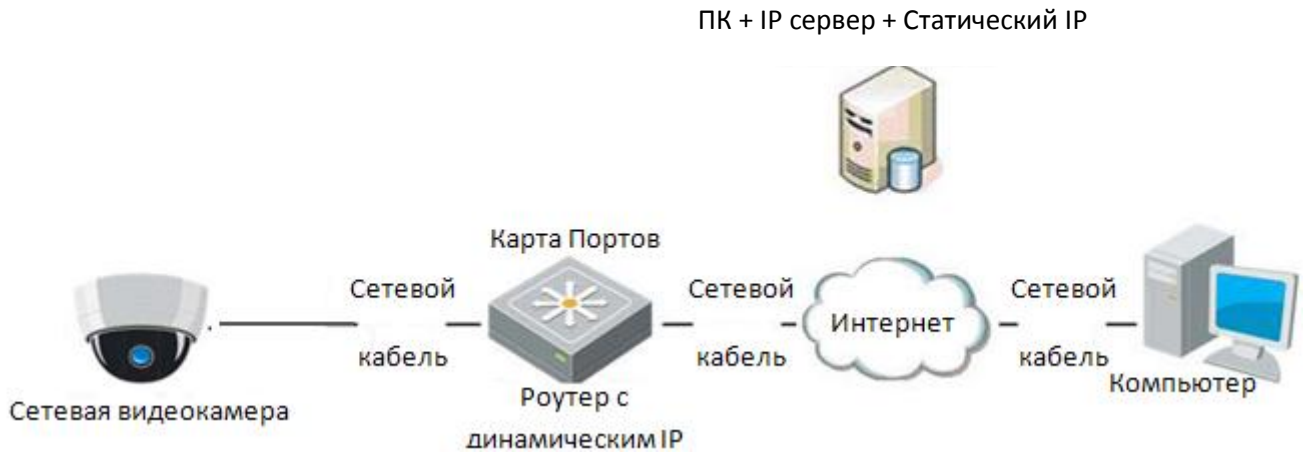 ПК + IP сервер + Статический IP
Карта Портов
Сетевой
кабель
Сетевой
кабель
Интернет
Сетевой
кабель
Компьютер
Сетевая видеокамера
Роутер с
динамическим IP